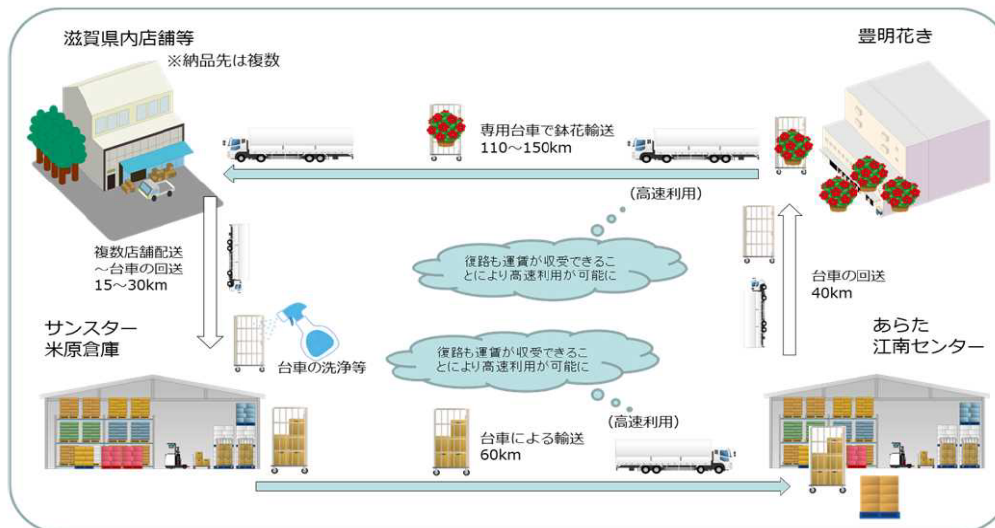 滋賀県内店舗等
※納品先は複数
豊明花き
専用台車で鉢花輸送
110～150km
(高速利用)
復路も運賃が収受できるこ
とにより高速利用が可能に
複数店舗配送
～台車の回送
15～30km
台車の回送
40km
サンスター
米原倉庫
台車の洗浄等
復路も運賃が収受できるこ
とにより高速利用が可能に
あらた
江南センター
(高速利用)
台車による輸送
60km